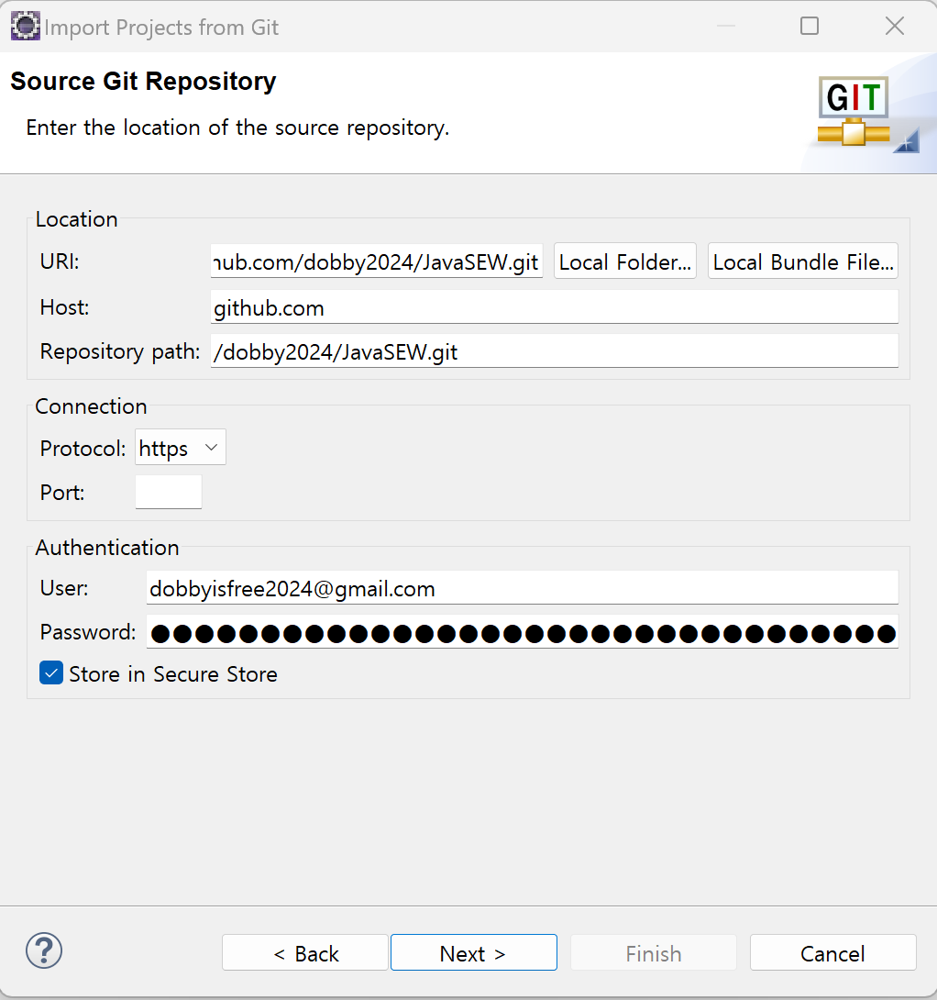 Import Projects from Git
Source Git Repository
Enter the location of the source repository.
GIT
Location
URI: hub.com/dobby2024/JavaSEW.git Local Folder... Local Bundle File...
Host: github.com
Repository path: /dobby2024/JavaSEW.git
Connection
Protocol: https
Port:
Authentication
User: dobbyisfree2024@gmail.com
Password: ●●●●●●●●●●●●●●●●●●●●●●●●●●●●●●●●●●
Store in Secure Store
? < Back Next > Finish Cancel